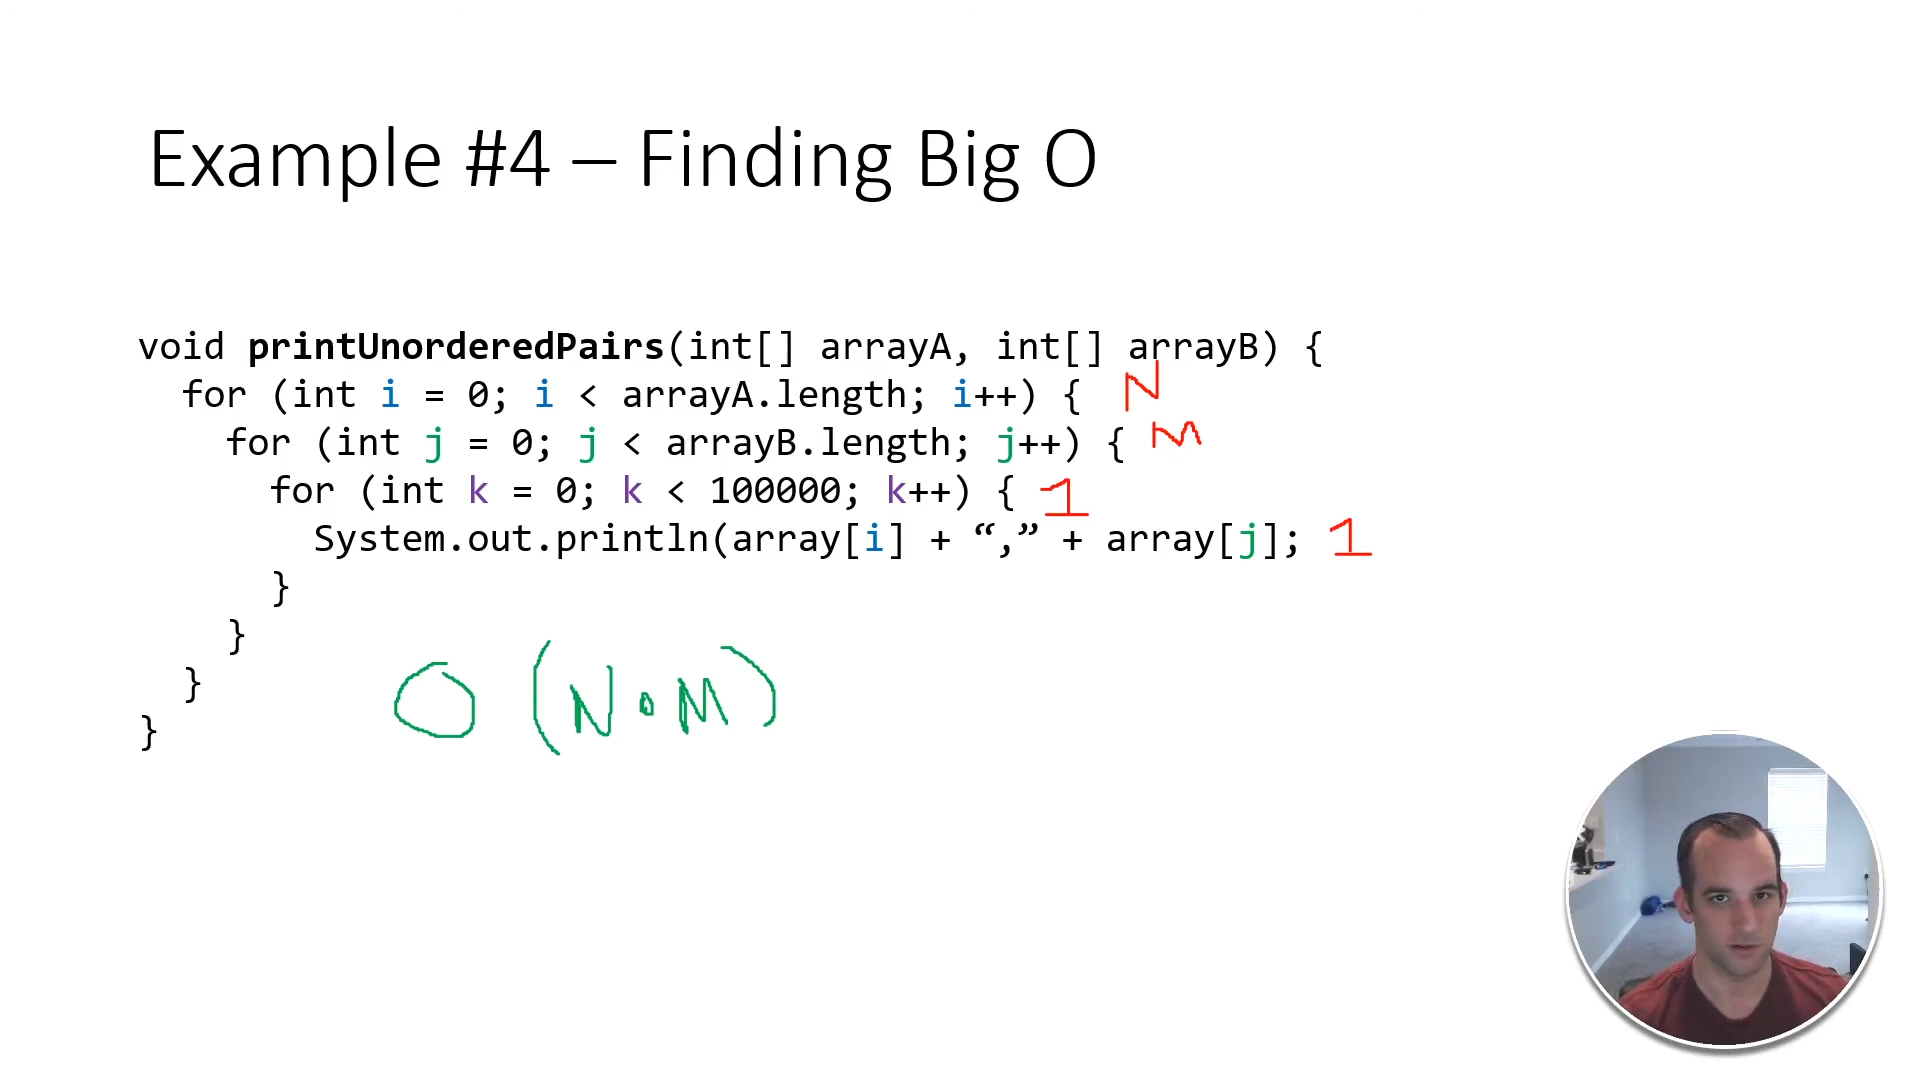 Example #4 – Finding Big O
void printUnorderedPairs(int[] arrayA, int[] arrayB) {
for (int i = 0; i < arrayA.length; i++) { N
for (int j = 0; j < arrayB.length; j++) { M
for (int k = 0; k < 100000; k++) { 1
System.out.println(array[i] + “,” + array[j]; 1
}
}
}
}
O (N • M)